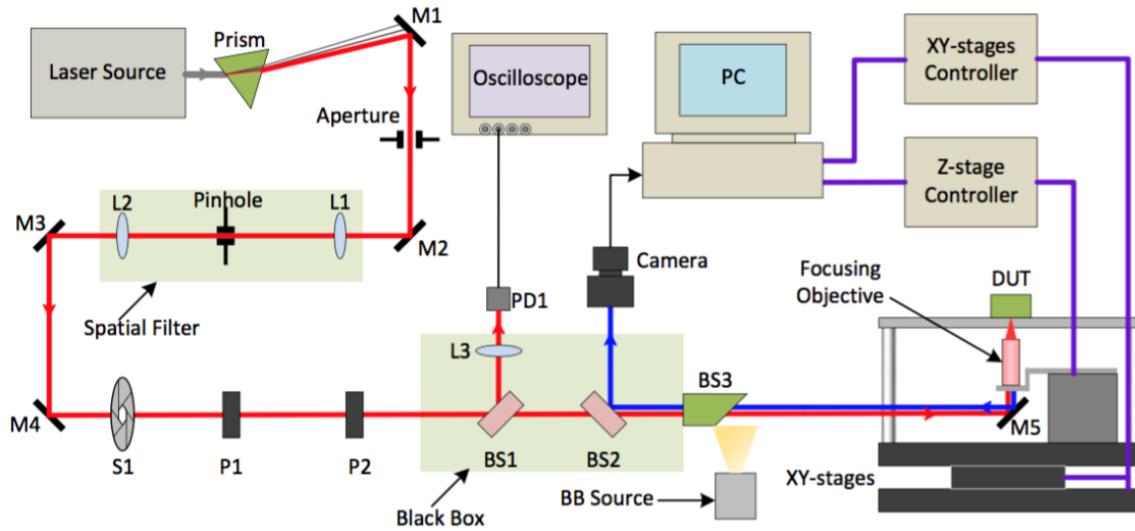 Laser Source
Prism
M1
Aperture
Oscilloscope
PC
XY-stages
Controller
Z-stage
Controller
M3
L2
Pinhole
L1
M2
Spatial Filter
Camera
PD1
L3
Focusing
Objective
DUT
M4
S1
P1
P2
BS1
BS2
BS3
M5
Black Box
BB Source
XY-stages